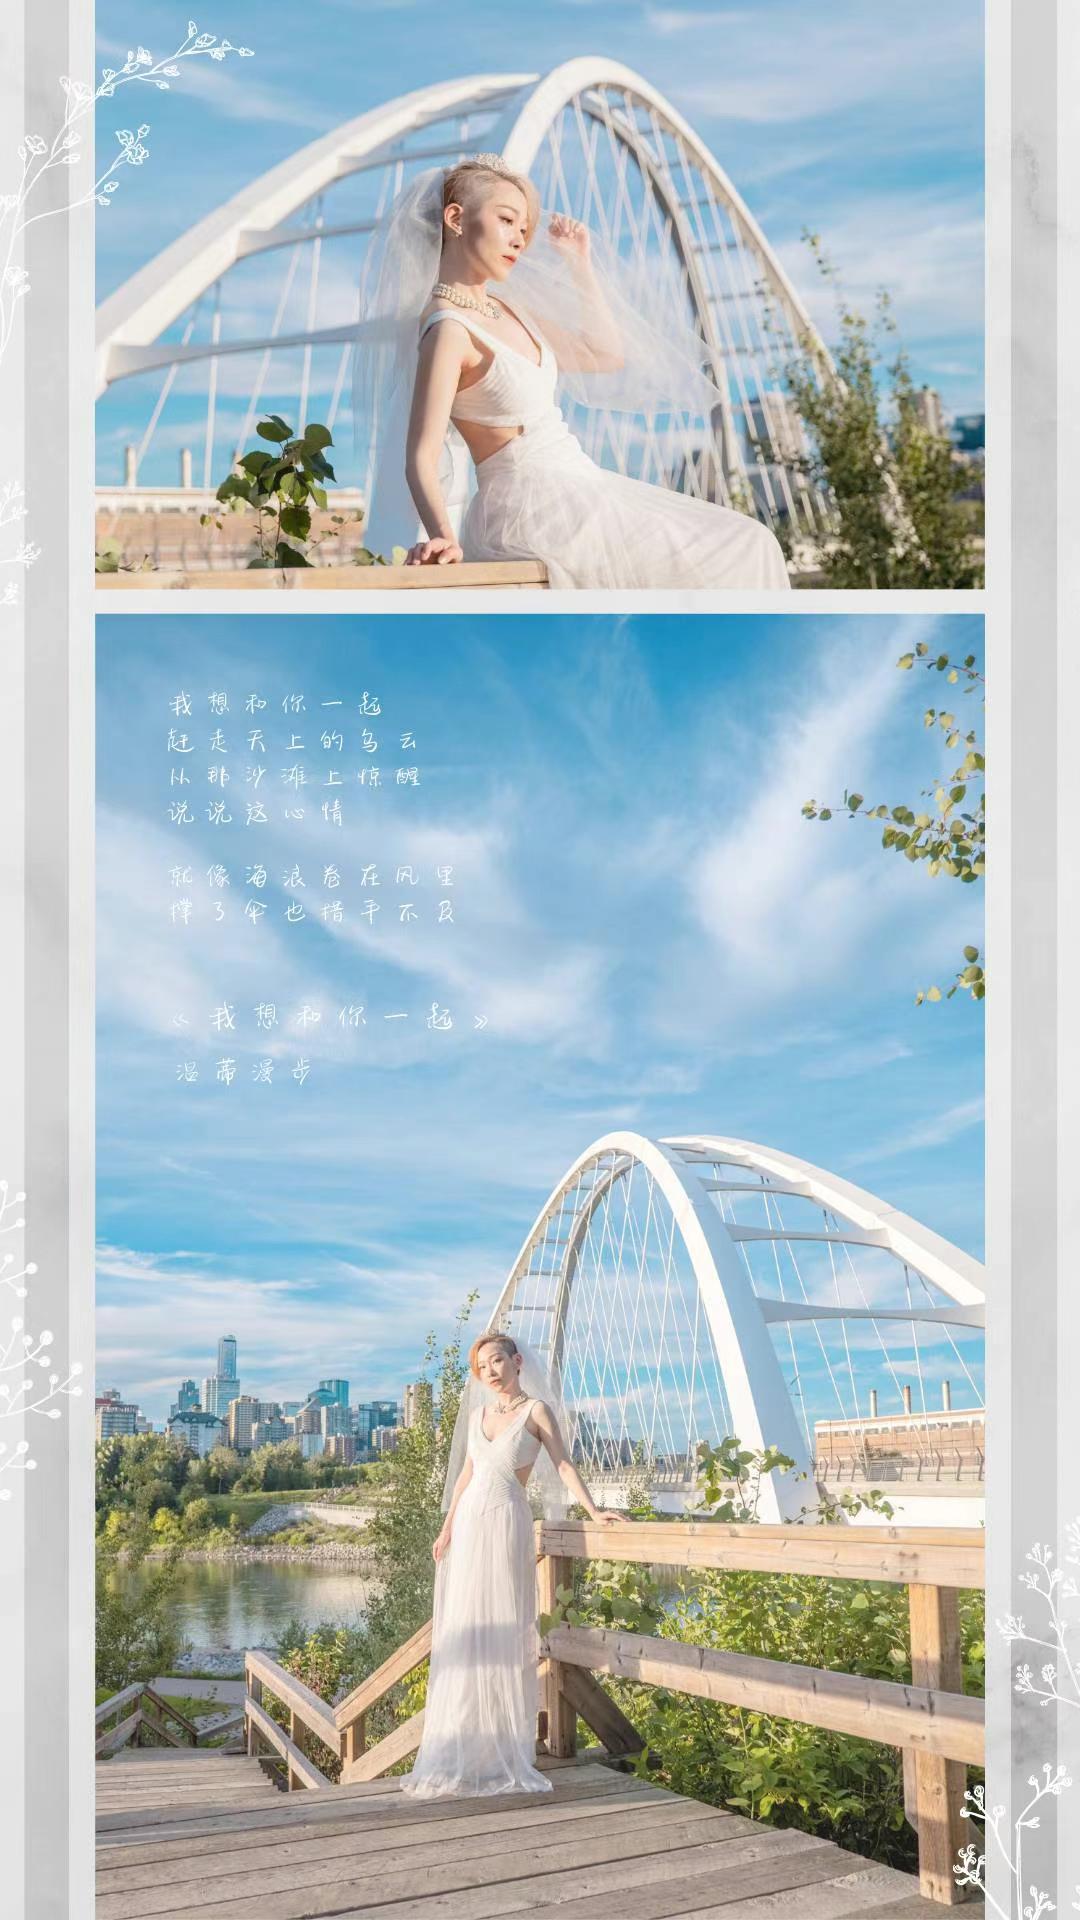 我想和你一起
赶走天上的乌云
从那沙滩上惊醒
说说这心情
就像海浪卷在风里
撑了伞也措手不及
《我想和你一起》
温蒂漫步